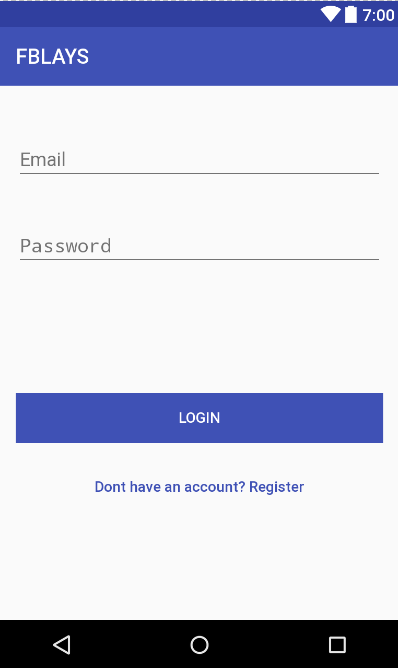 7:00
FBLAYS
Email
Password
LOGIN
Dont have an account? Register